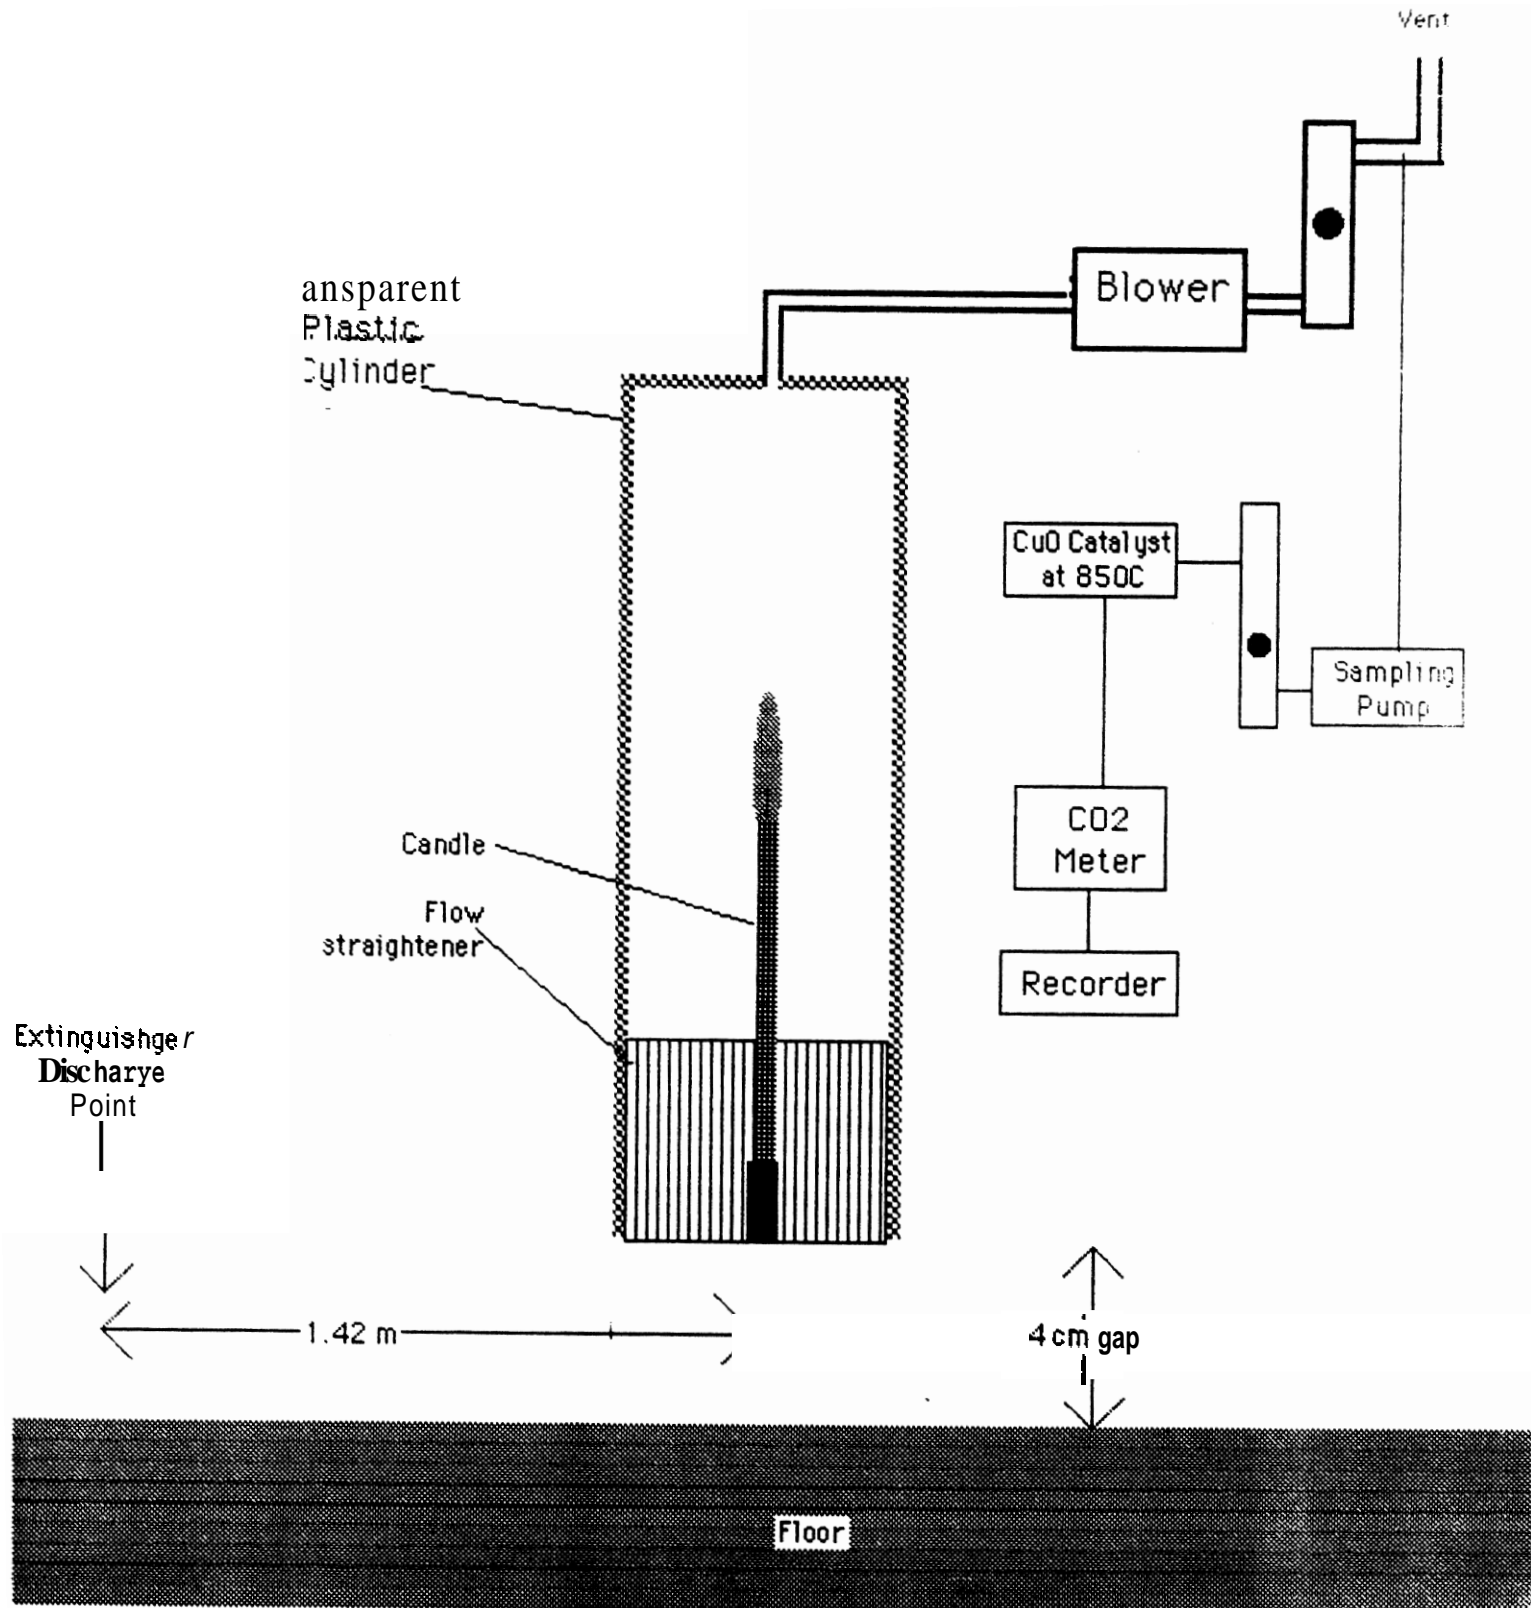 Vent
Blower
ansparent
Plastic
Cylinder
CuO Catalyst
at 850C
Sampling
Pump
CO2
Meter
Candle
Flow
straightener
Recorder
Extinguishger
Discharye
Point
1.42 m
4 cm gap
Floor